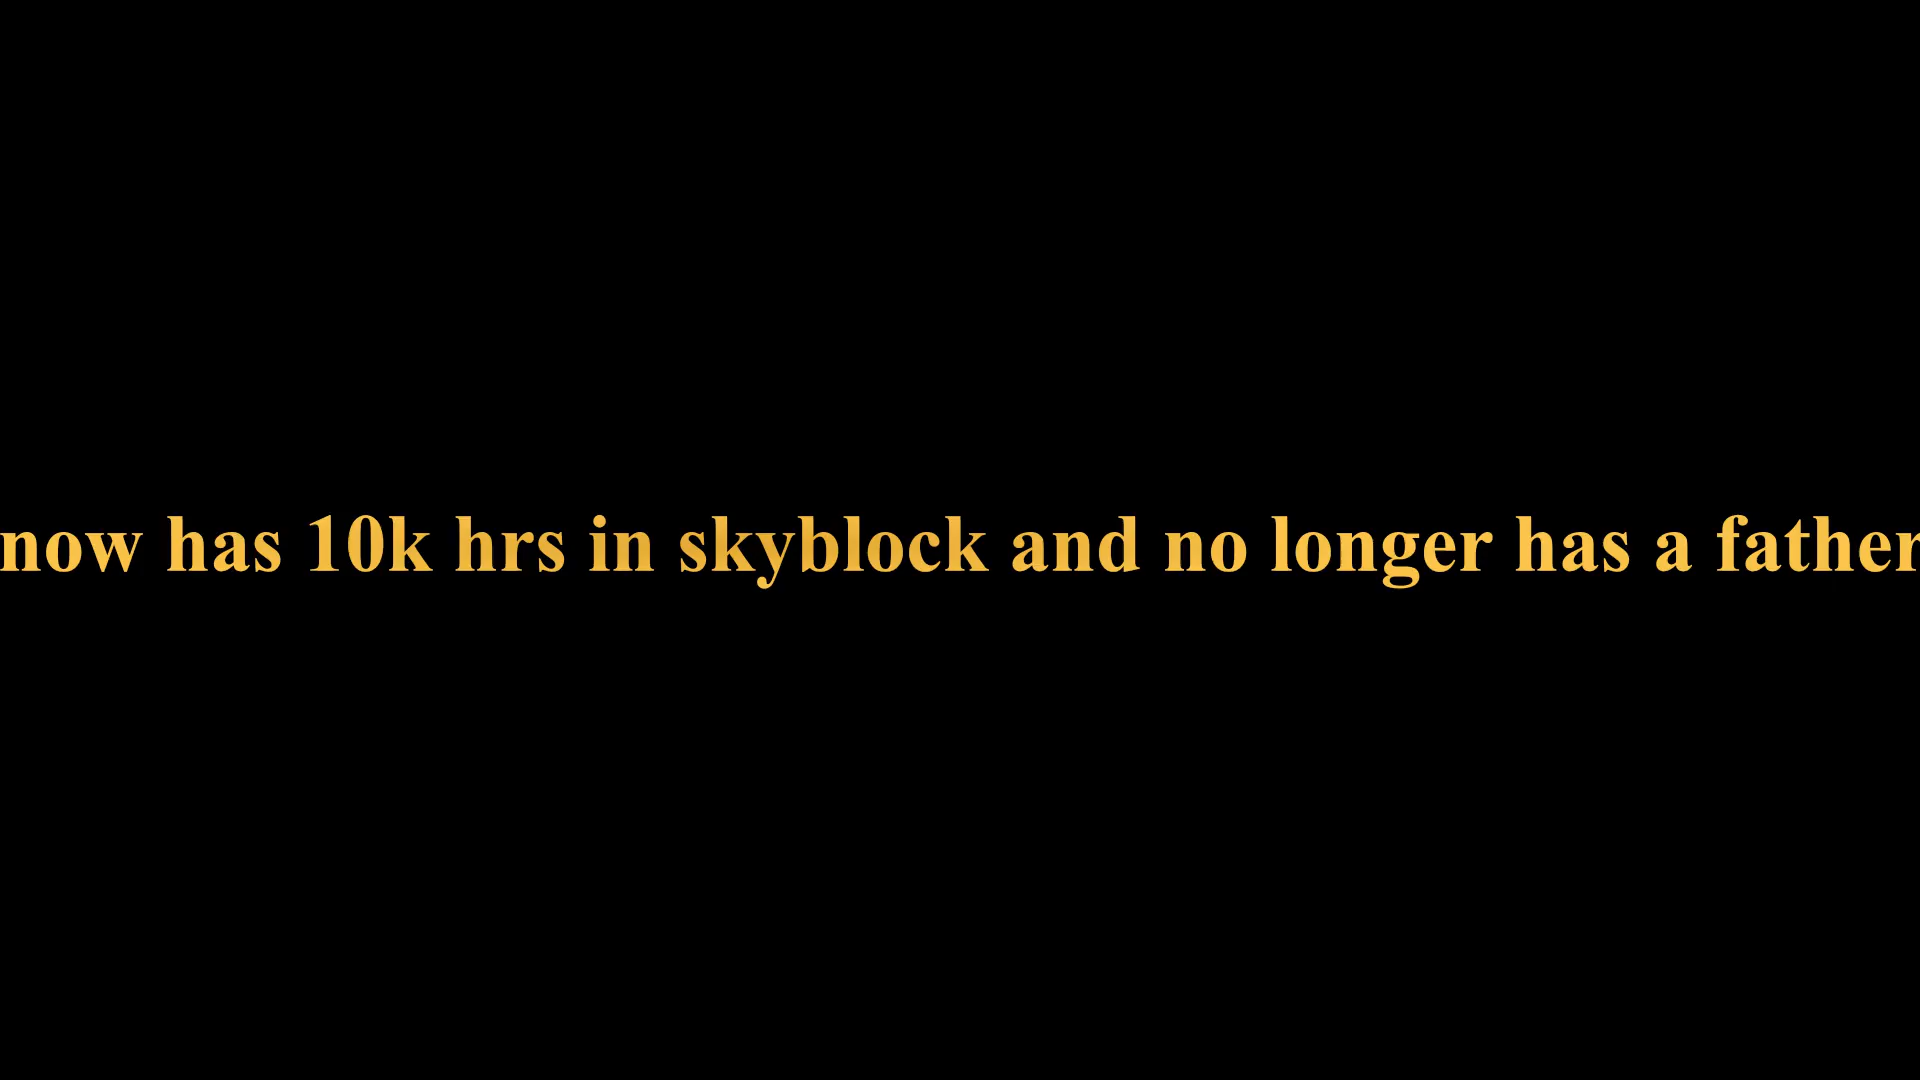 now has 10k hrs in skyblock and no longer has a father